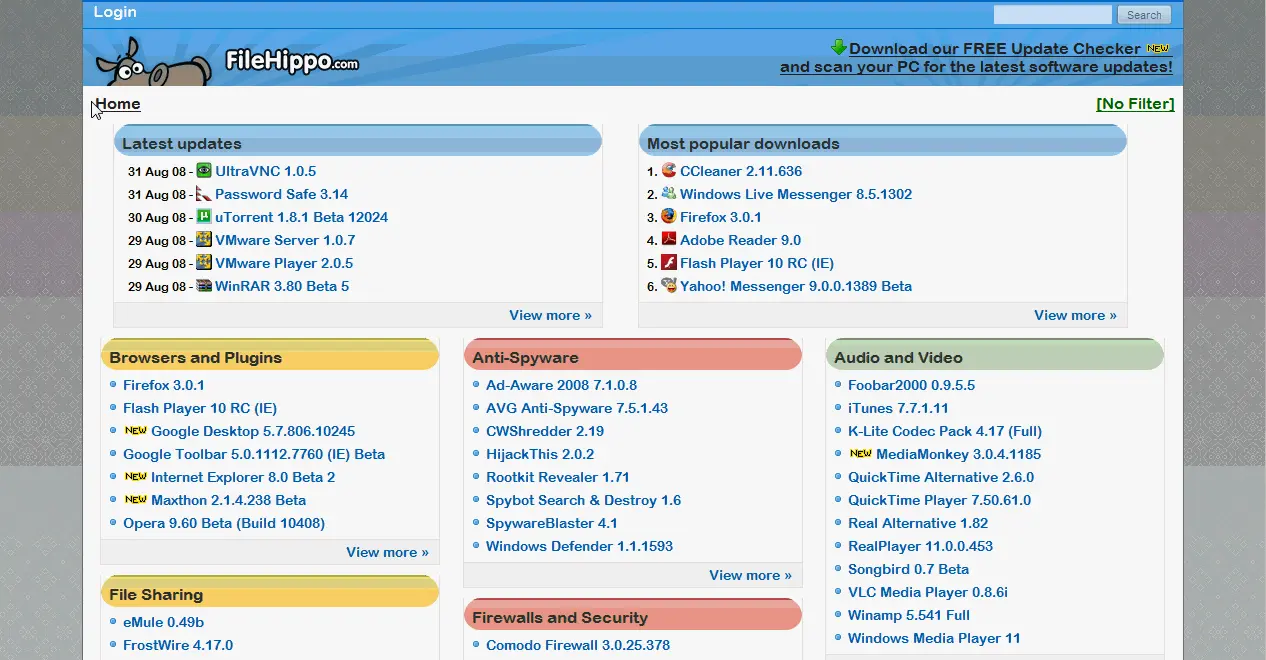 Login
Search
FileHippo.com
Download our FREE Update Checker NEW
and scan your PC for the latest software updates!
Home
[No Filter]
Latest updates
31 Aug 08 - UltraVNC 1.0.5
31 Aug 08 - Password Safe 3.14
30 Aug 08 - uTorrent 1.8.1 Beta 12024
29 Aug 08 - VMware Server 1.0.7
29 Aug 08 - VMware Player 2.0.5
29 Aug 08 - WinRAR 3.80 Beta 5
View more »
Most popular downloads
1. CCleaner 2.11.636
2. Windows Live Messenger 8.5.1302
3. Firefox 3.0.1
4. Adobe Reader 9.0
5. Flash Player 10 RC (IE)
6. Yahoo! Messenger 9.0.0.1389 Beta
View more »
Browsers and Plugins
Firefox 3.0.1
Flash Player 10 RC (IE)
NEW Google Desktop 5.7.806.10245
Google Toolbar 5.0.1112.7760 (IE) Beta
NEW Internet Explorer 8.0 Beta 2
NEW Maxthon 2.1.4.238 Beta
Opera 9.60 Beta (Build 10408)
View more »
File Sharing
eMule 0.49b
FrostWire 4.17.0
Anti-Spyware
Ad-Aware 2008 7.1.0.8
AVG Anti-Spyware 7.5.1.43
CWShredder 2.19
HijackThis 2.0.2
Rootkit Revealer 1.71
Spybot Search & Destroy 1.6
SpywareBlaster 4.1
Windows Defender 1.1.1593
View more »
Firewalls and Security
Comodo Firewall 3.0.25.378
Audio and Video
Foobar2000 0.9.5.5
iTunes 7.7.1.11
K-Lite Codec Pack 4.17 (Full)
NEW MediaMonkey 3.0.4.1185
QuickTime Alternative 2.6.0
QuickTime Player 7.50.61.0
Real Alternative 1.82
RealPlayer 11.0.0.453
Songbird 0.7 Beta
VLC Media Player 0.8.6i
Winamp 5.541 Full
Windows Media Player 11